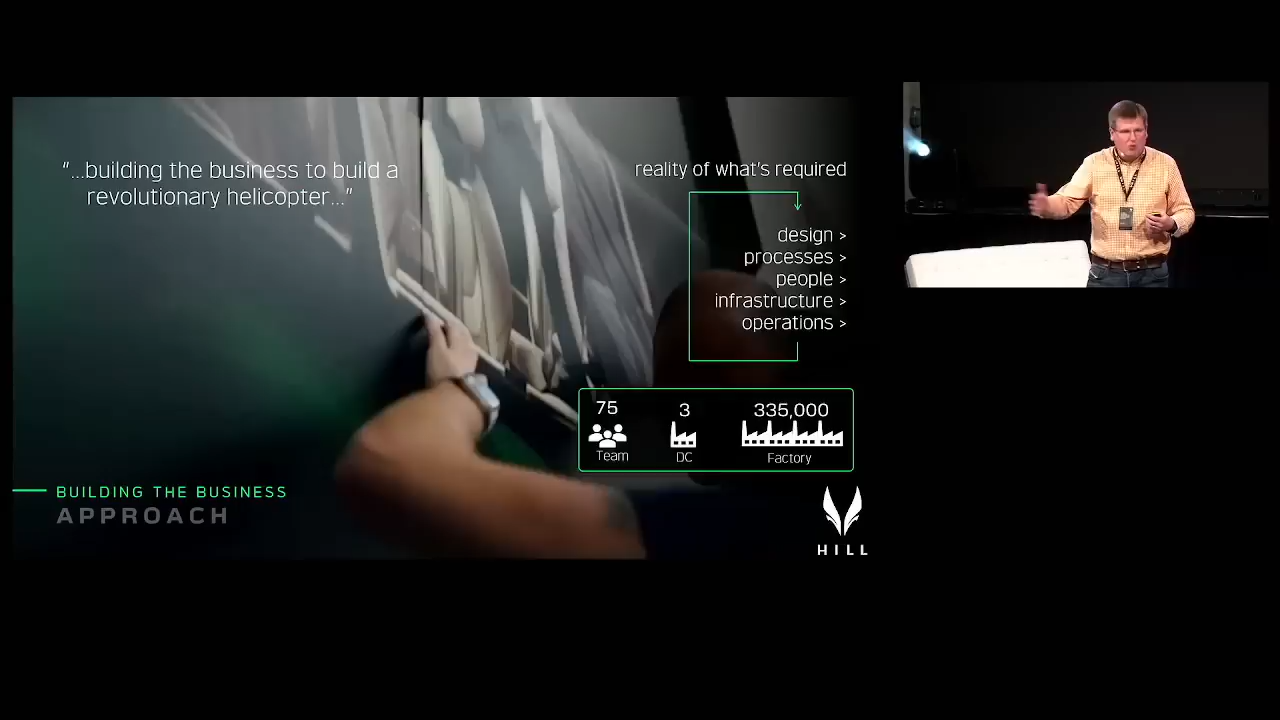 "...building the business to build a
revolutionary helicopter..."
reality of what's required
design >
processes >
people >
infrastructure >
operations >
75
Team
3
DC
335,000
Factory
BUILDING THE BUSINESS
APPROACH
HILL